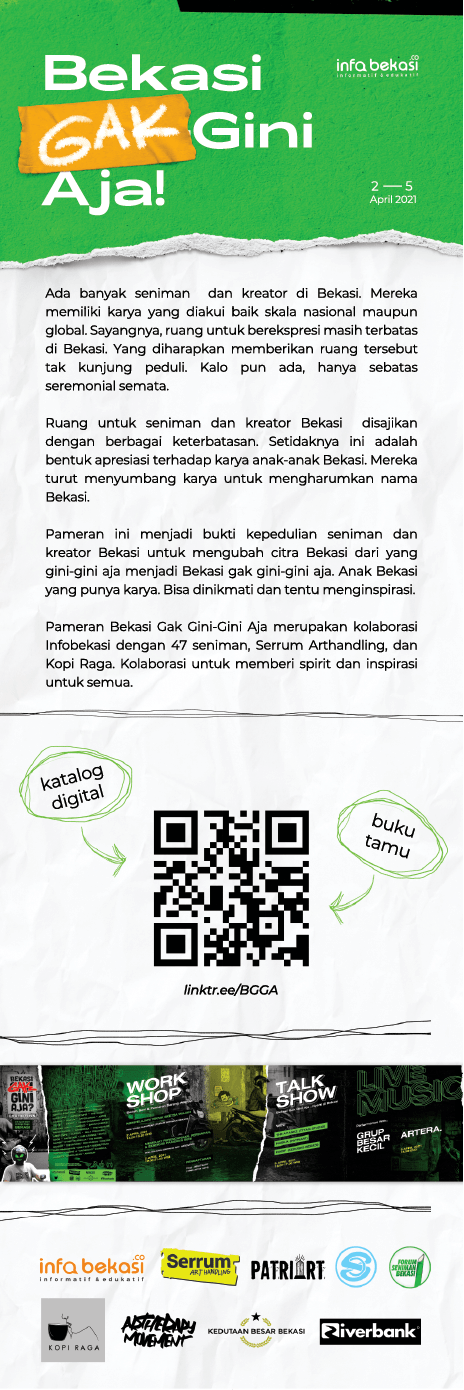 Bekasi
GAK Gini
Aja!
infobekasi.co
informatif & edukatif
2 — 5
April 2021
Ada banyak seniman dan kreator di Bekasi. Mereka
memiliki karya yang diakui baik skala nasional maupun
global. Sayangnya, ruang untuk berekspresi masih terbatas
di Bekasi. Yang diharapkan memberikan ruang tersebut
tak kunjung peduli. Kalo pun ada, hanya sebatas
seremonial semata.
Ruang untuk seniman dan kreator Bekasi disajikan
dengan berbagai keterbatasan. Setidaknya ini adalah
bentuk apresiasi terhadap karya anak-anak Bekasi. Mereka
turut menyumbang karya untuk mengharumkan nama
Bekasi.
Pameran ini menjadi bukti kepedulian seniman dan
kreator Bekasi untuk mengubah citra Bekasi dari yang
gini-gini aja menjadi Bekasi gak gini-gini aja. Anak Bekasi
yang punya karya. Bisa dinikmati dan tentu menginspirasi.
Pameran Bekasi Gak Gini-Gini Aja merupakan kolaborasi
Infobekasi dengan 47 seniman, Serrum Arthandling, dan
Kopi Raga. Kolaborasi untuk memberi spirit dan inspirasi
untuk semua.
katalog
digital
buku
tamu
linktr.ee/BGGA
BEKASI
GAK
GINI
AJA?
WORK
SHOP
TALK
SHOW
LIVE
MUSIC
GRUP
BESAR
KECIL
ARTERA.
infobekasi.co
informatif & edukatif
Serrum
ART HANDLING
PATRIART
FORUM
SENIMAN
BEKASI
KOPI RAGA
ARTHERAPY
MOVEMENT
KEDUTAAN BESAR BEKASI
Riverbank